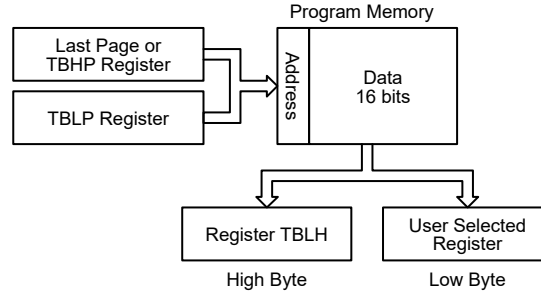 Program Memory
Last Page or
TBHP Register
TBLP Register
Address
Data
16 bits
Register TBLH
User Selected
Register
High Byte
Low Byte